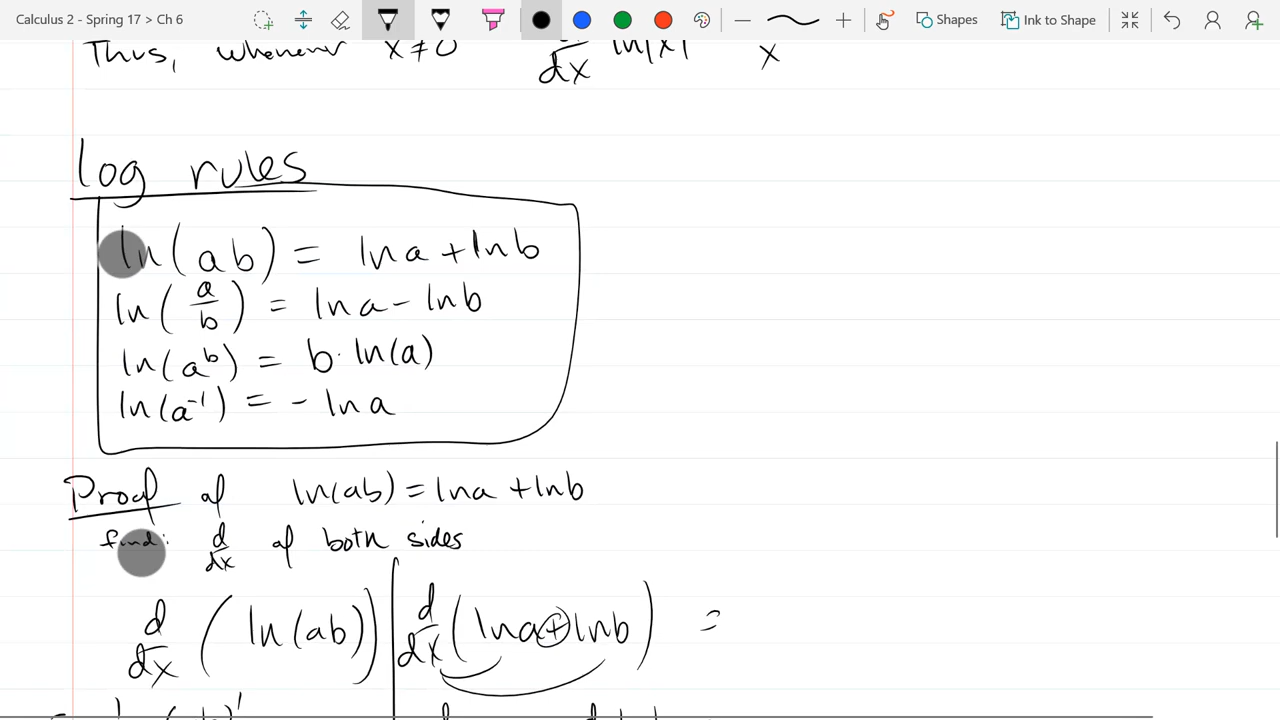 Calculus 2 - Spring 17 > Ch 6
Shapes
Ink to Shape
Thus, whenever x≠0 d/dx ln|x| x
log rules
ln(ab) = ln a + ln b
ln(a/b) = ln a - ln b
ln(a^b) = b · ln(a)
ln(a^-1) = - ln a
Proof of ln(ab) = ln a + ln b
find: d/dx of both sides
d/dx (ln(ab)) | d/dx (ln a + ln b) =